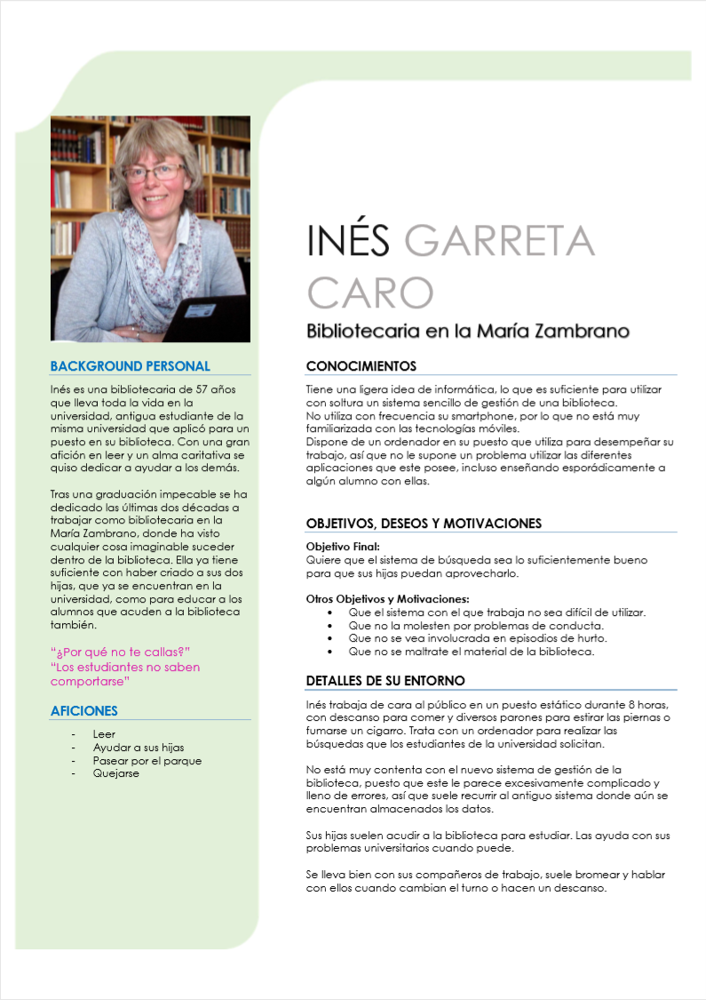 INÉS GARRETA
CARO
Bibliotecaria en la María Zambrano
BACKGROUND PERSONAL
Inés es una bibliotecaria de 57 años
que lleva toda la vida en la
universidad, antigua estudiante de la
misma universidad que aplicó para un
puesto en su biblioteca. Con una gran
afición en leer y un alma caritativa se
quiso dedicar a ayudar a los demás.
Tras una graduación impecable se ha
dedicado las últimas dos décadas a
trabajar como bibliotecaria en la
María Zambrano, donde ha visto
cualquier cosa imaginable suceder
dentro de la biblioteca. Ella ya tiene
suficiente con haber criado a sus dos
hijas, que ya se encuentran en la
universidad, como para educar a los
alumnos que acuden a la biblioteca
también.
“¿Por qué no te callas?”
“Los estudiantes no saben
comportarse”
AFICIONES
- Leer
- Ayudar a sus hijas
- Pasear por el parque
- Quejarse
CONOCIMIENTOS
Tiene una ligera idea de informática, lo que es suficiente para utilizar
con soltura un sistema sencillo de gestión de una biblioteca.
No utiliza con frecuencia su smartphone, por lo que no está muy
familiarizada con las tecnologías móviles.
Dispone de un ordenador en su puesto que utiliza para desempeñar su
trabajo, así que no le supone un problema utilizar las diferentes
aplicaciones que este posee, incluso enseñando esporádicamente a
algún alumno con ellas.
OBJETIVOS, DESEOS Y MOTIVACIONES
Objetivo Final:
Quiere que el sistema de búsqueda sea lo suficientemente bueno
para que sus hijas puedan aprovecharlo.
Otros Objetivos y Motivaciones:
• Que el sistema con el que trabaja no sea difícil de utilizar.
• Que no la molesten por problemas de conducta.
• Que no se vea involucrada en episodios de hurto.
• Que no se maltrate el material de la biblioteca.
DETALLES DE SU ENTORNO
Inés trabaja de cara al público en un puesto estático durante 8 horas,
con descanso para comer y diversos parones para estirar las piernas o
fumarse un cigarro. Trata con un ordenador para realizar las
búsquedas que los estudiantes de la universidad solicitan.
No está muy contenta con el nuevo sistema de gestión de la
biblioteca, puesto que este le parece excesivamente complicado y
lleno de errores, así que suele recurrir al antiguo sistema donde aún se
encuentran almacenados los datos.
Sus hijas suelen acudir a la biblioteca para estudiar. Las ayuda con sus
problemas universitarios cuando puede.
Se lleva bien con sus compañeros de trabajo, suele bromear y hablar
con ellos cuando cambian el turno o hacen un descanso.